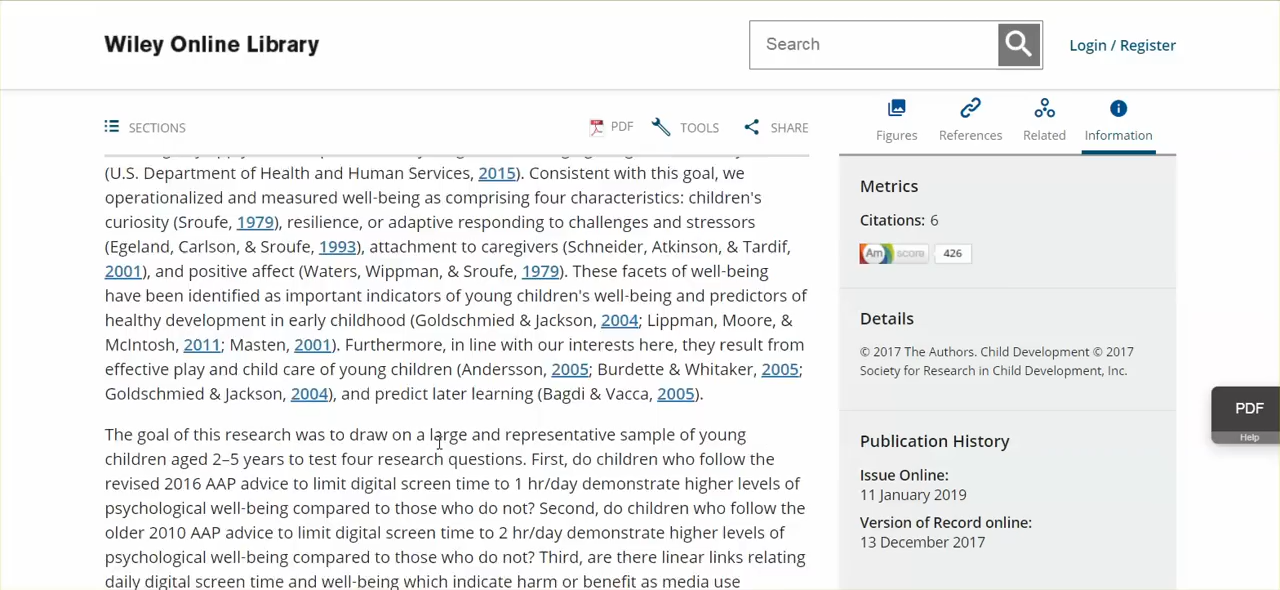 Wiley Online Library
Search
Login / Register
SECTIONS
PDF
TOOLS
SHARE
Figures
References
Related
Information
(U.S. Department of Health and Human Services, 2015). Consistent with this goal, we
operationalized and measured well-being as comprising four characteristics: children's
curiosity (Sroufe, 1979), resilience, or adaptive responding to challenges and stressors
(Egeland, Carlson, & Sroufe, 1993), attachment to caregivers (Schneider, Atkinson, & Tardif,
2001), and positive affect (Waters, Wippman, & Sroufe, 1979). These facets of well-being
have been identified as important indicators of young children's well-being and predictors of
healthy development in early childhood (Goldschmied & Jackson, 2004; Lippman, Moore, &
McIntosh, 2011; Masten, 2001). Furthermore, in line with our interests here, they result from
effective play and child care of young children (Andersson, 2005; Burdette & Whitaker, 2005;
Goldschmied & Jackson, 2004), and predict later learning (Bagdi & Vacca, 2005).
The goal of this research was to draw on a large and representative sample of young
children aged 2–5 years to test four research questions. First, do children who follow the
revised 2016 AAP advice to limit digital screen time to 1 hr/day demonstrate higher levels of
psychological well-being compared to those who do not? Second, do children who follow the
older 2010 AAP advice to limit digital screen time to 2 hr/day demonstrate higher levels of
psychological well-being compared to those who do not? Third, are there linear links relating
daily digital screen time and well-being which indicate harm or benefit as media use
Metrics
Citations: 6
Am score 426
Details
© 2017 The Authors. Child Development © 2017
Society for Research in Child Development, Inc.
Publication History
Issue Online:
11 January 2019
Version of Record online:
13 December 2017
PDF
Help